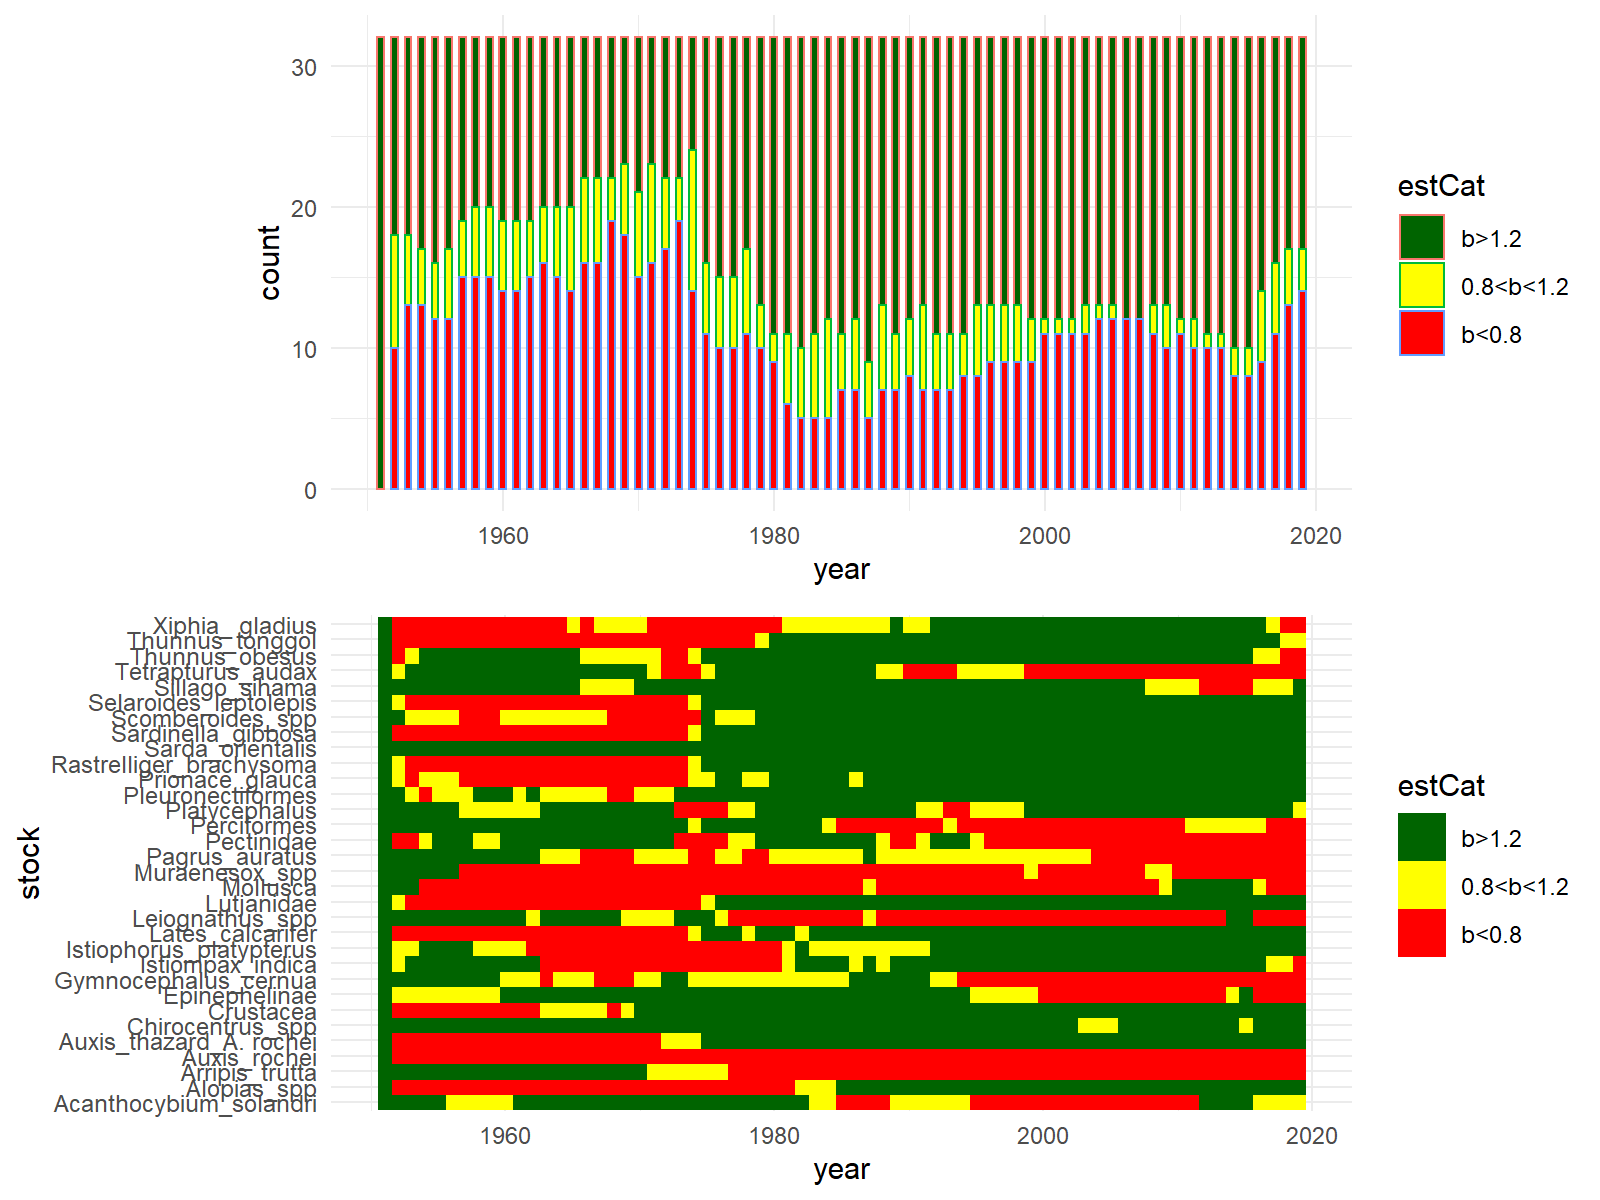 30
20
10
0
count
1960 1980 2000 2020
year
estCat
b>1.2
0.8<b<1.2
b<0.8
Xiphia_ gladius
Thunnus_tonggol
Thunnus_obesus
Tetrapturus_audax
Sillago_sihama
Selaroides_leptolepis
Scomberoides_spp
Sardinella_gibbosa
Sarda_orientalis
Rastrelliger_brachysoma
Prionace_glauca
Pleuronectiformes
Platycephalus
Perciformes
Pectinidae
Pagrus_auratus
Muraenesox_spp
Mollusca
Lutjanidae
Leiognathus_spp
Lates_calcarifer
Istiophorus_platypterus
Istiompax_indica
Gymnocephalus_cernua
Epinephelinae
Crustacea
Chirocentrus_spp
Auxis_thazard_A. rochei
Auxis_rochei
Arripis_trutta
Alopias_spp
Acanthocybium_solandri
stock
1960 1980 2000 2020
year
estCat
b>1.2
0.8<b<1.2
b<0.8